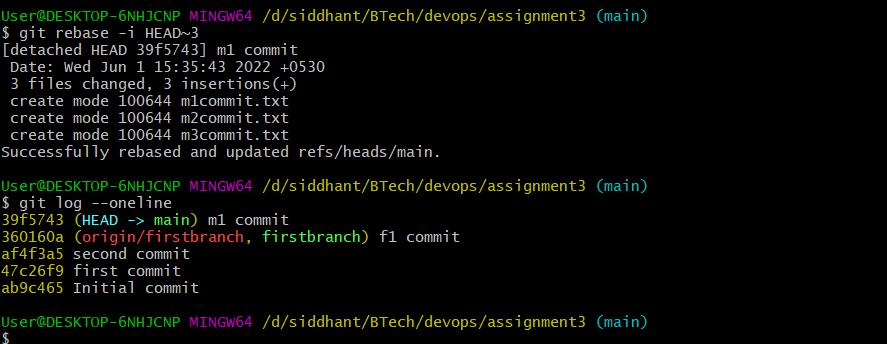 User@DESKTOP-6NHJCNP MINGW64 /d/siddhant/BTech/devops/assignment3 (main)
$ git rebase -i HEAD~3
[detached HEAD 39f5743] m1 commit
 Date: Wed Jun 1 15:35:43 2022 +0530
 3 files changed, 3 insertions(+)
 create mode 100644 m1commit.txt
 create mode 100644 m2commit.txt
 create mode 100644 m3commit.txt
Successfully rebased and updated refs/heads/main.
User@DESKTOP-6NHJCNP MINGW64 /d/siddhant/BTech/devops/assignment3 (main)
$ git log --oneline
39f5743 (HEAD -> main) m1 commit
360160a (origin/firstbranch, firstbranch) f1 commit
af4f3a5 second commit
47c26f9 first commit
ab9c465 Initial commit
User@DESKTOP-6NHJCNP MINGW64 /d/siddhant/BTech/devops/assignment3 (main)
$